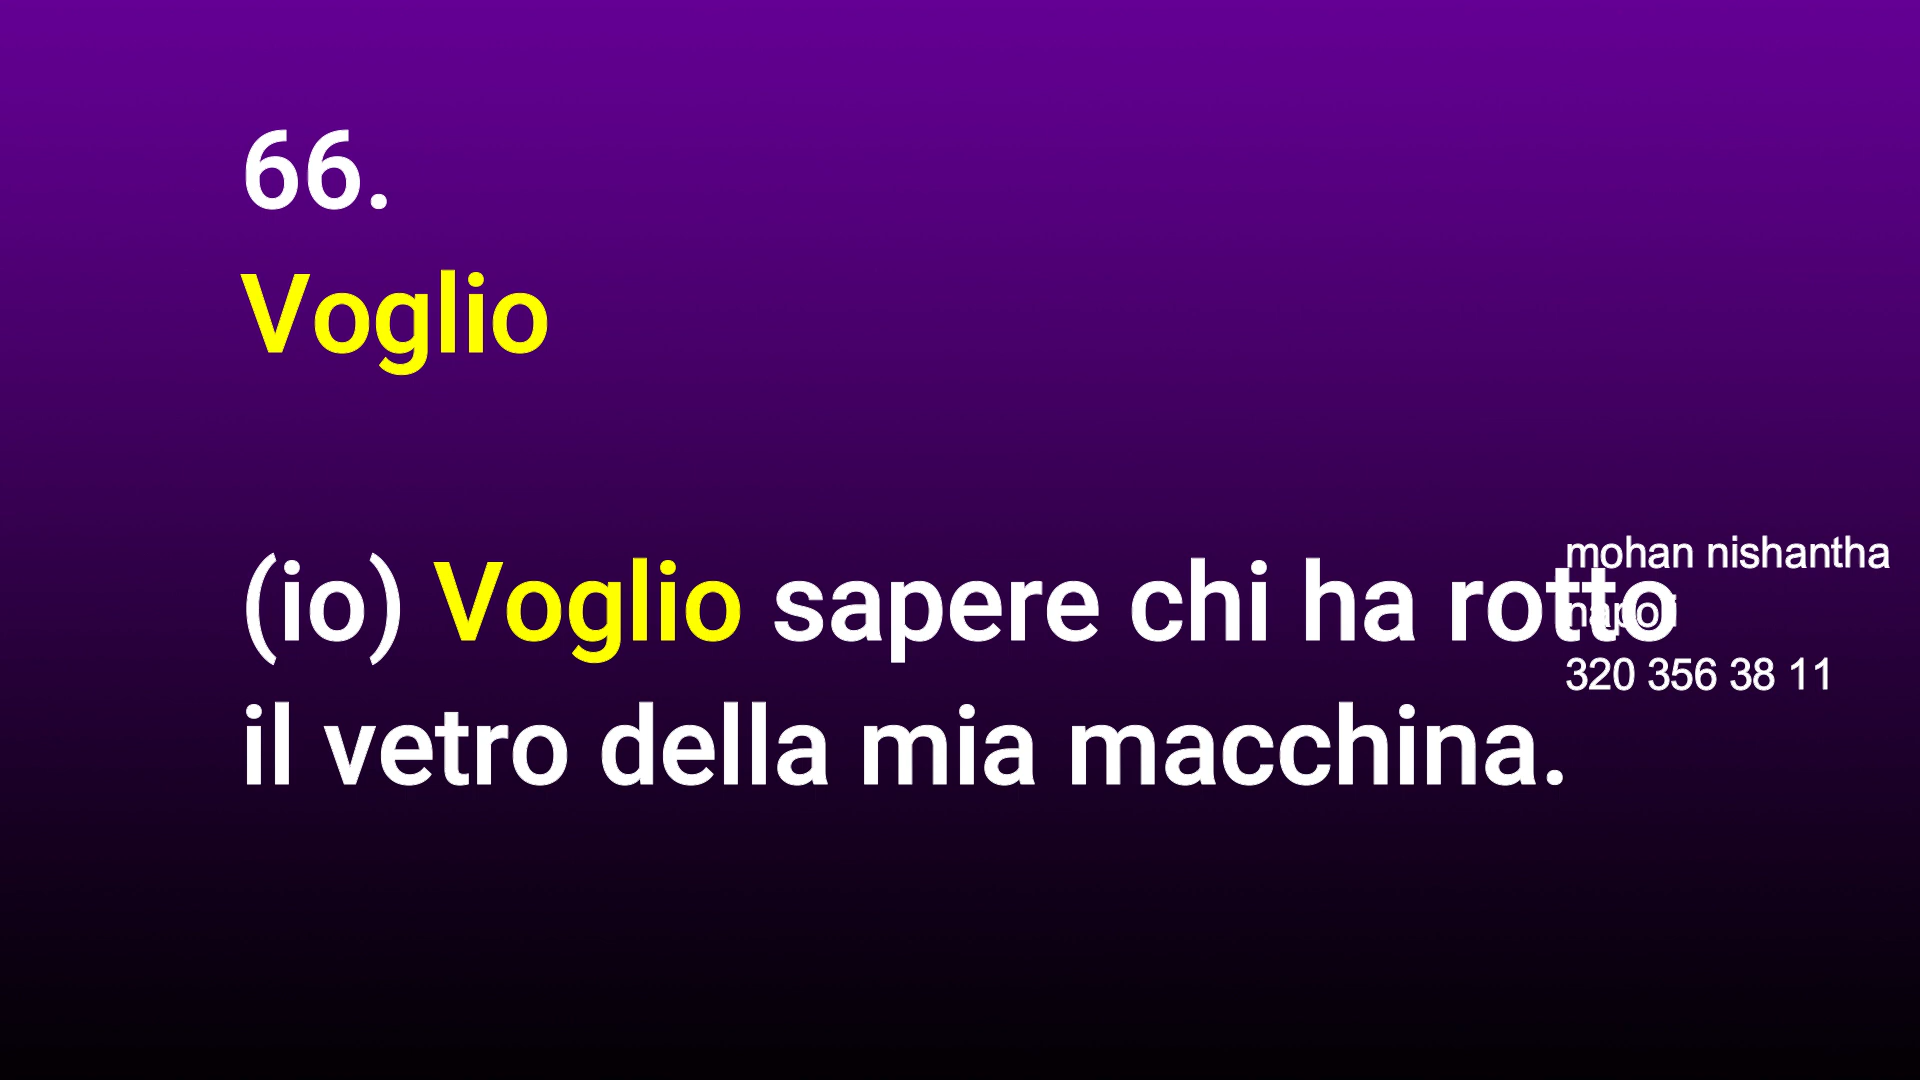 66.
Voglio
(io) Voglio sapere chi ha rotto
il vetro della mia macchina.
mohan nishantha
napoli
320 356 38 11